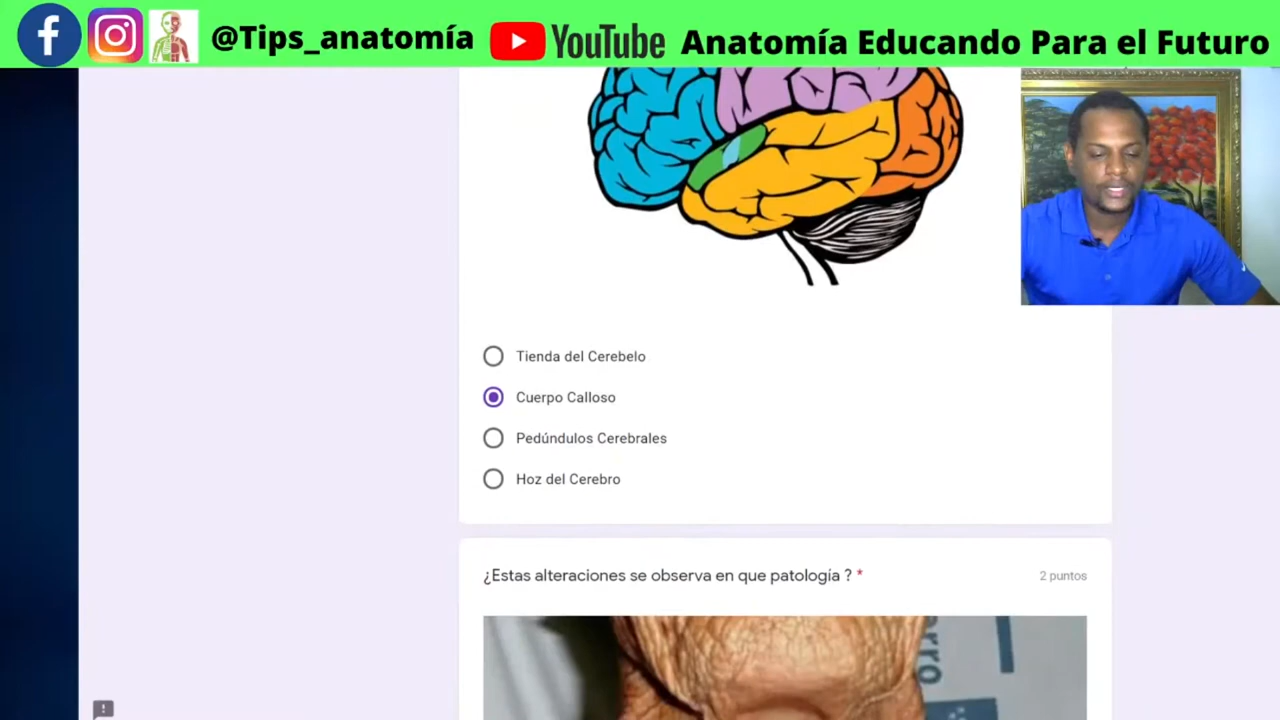 @Tips_anatomía YouTube Anatomía Educando Para el Futuro
Tienda del Cerebelo
Cuerpo Calloso
Pedúndulos Cerebrales
Hoz del Cerebro
¿Estas alteraciones se observa en que patología ? * 2 puntos